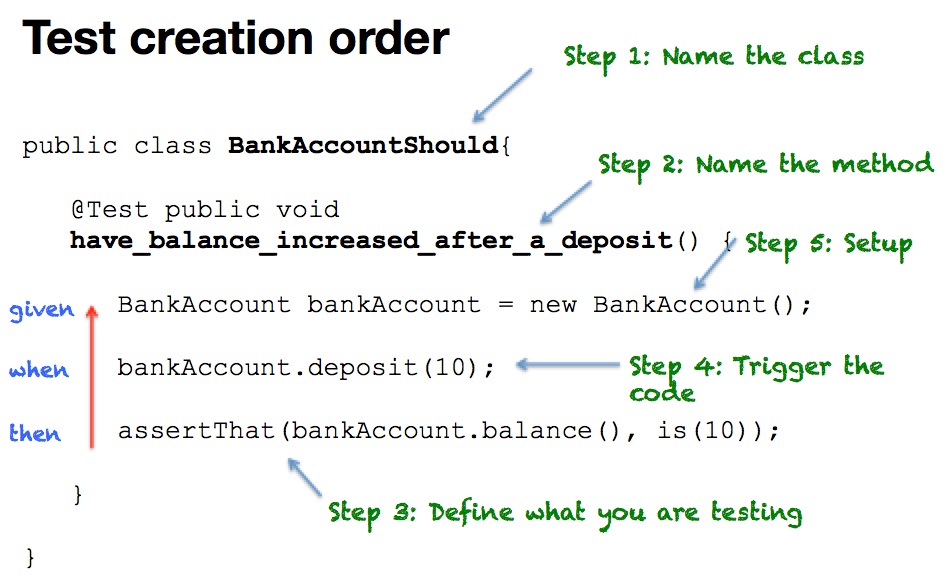 Test creation order
Step 1: Name the class
public class BankAccountShould{
Step 2: Name the method
@Test public void
have_balance_increased_after_a_deposit() {
Step 5: Setup
given
BankAccount bankAccount = new BankAccount();
when
bankAccount.deposit(10);
Step 4: Trigger the
code
then
assertThat(bankAccount.balance(), is(10));
}
Step 3: Define what you are testing
}